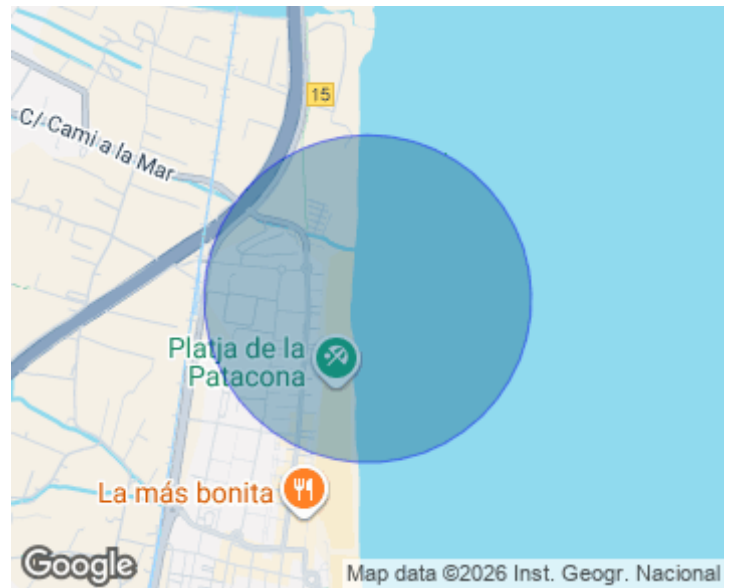 15
C/ Cami a la Mar
Platja de la
Patacona
La más bonita
Google
Map data ©2026 Inst. Geogr. Nacional